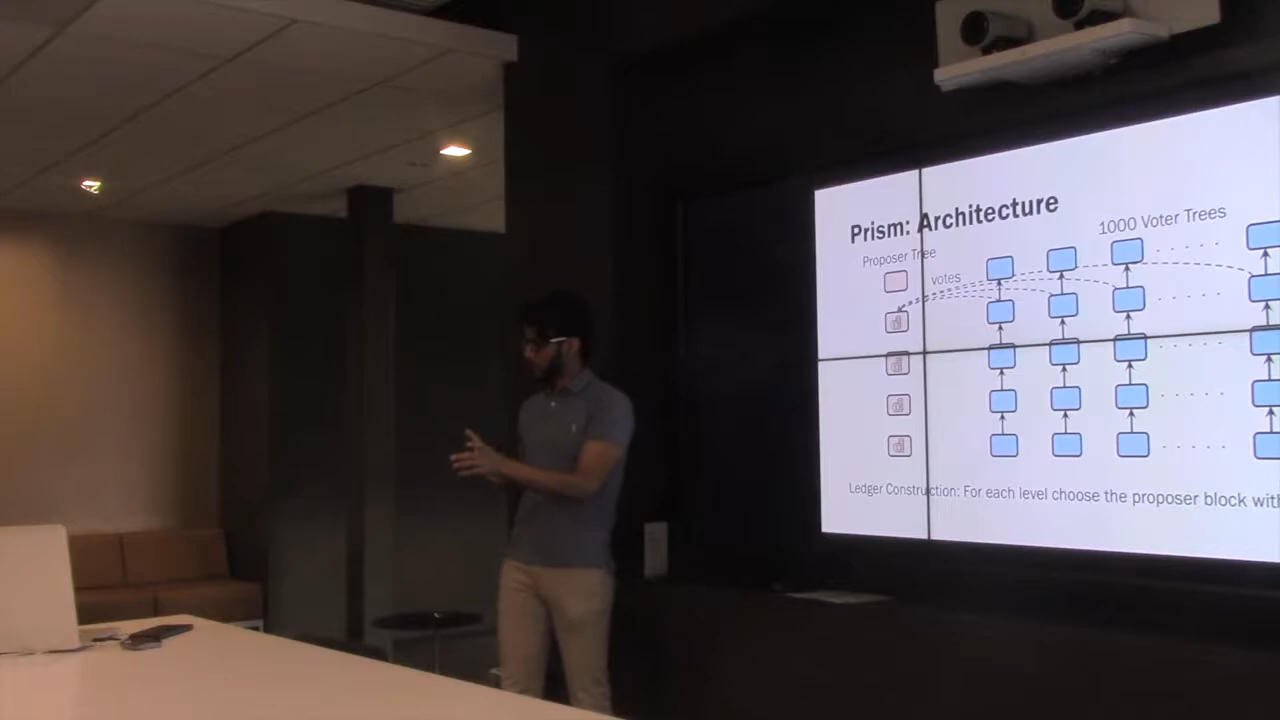 Prism: Architecture
1000 Voter Trees
Proposer Tree
votes
Ledger Construction: For each level choose the proposer block with